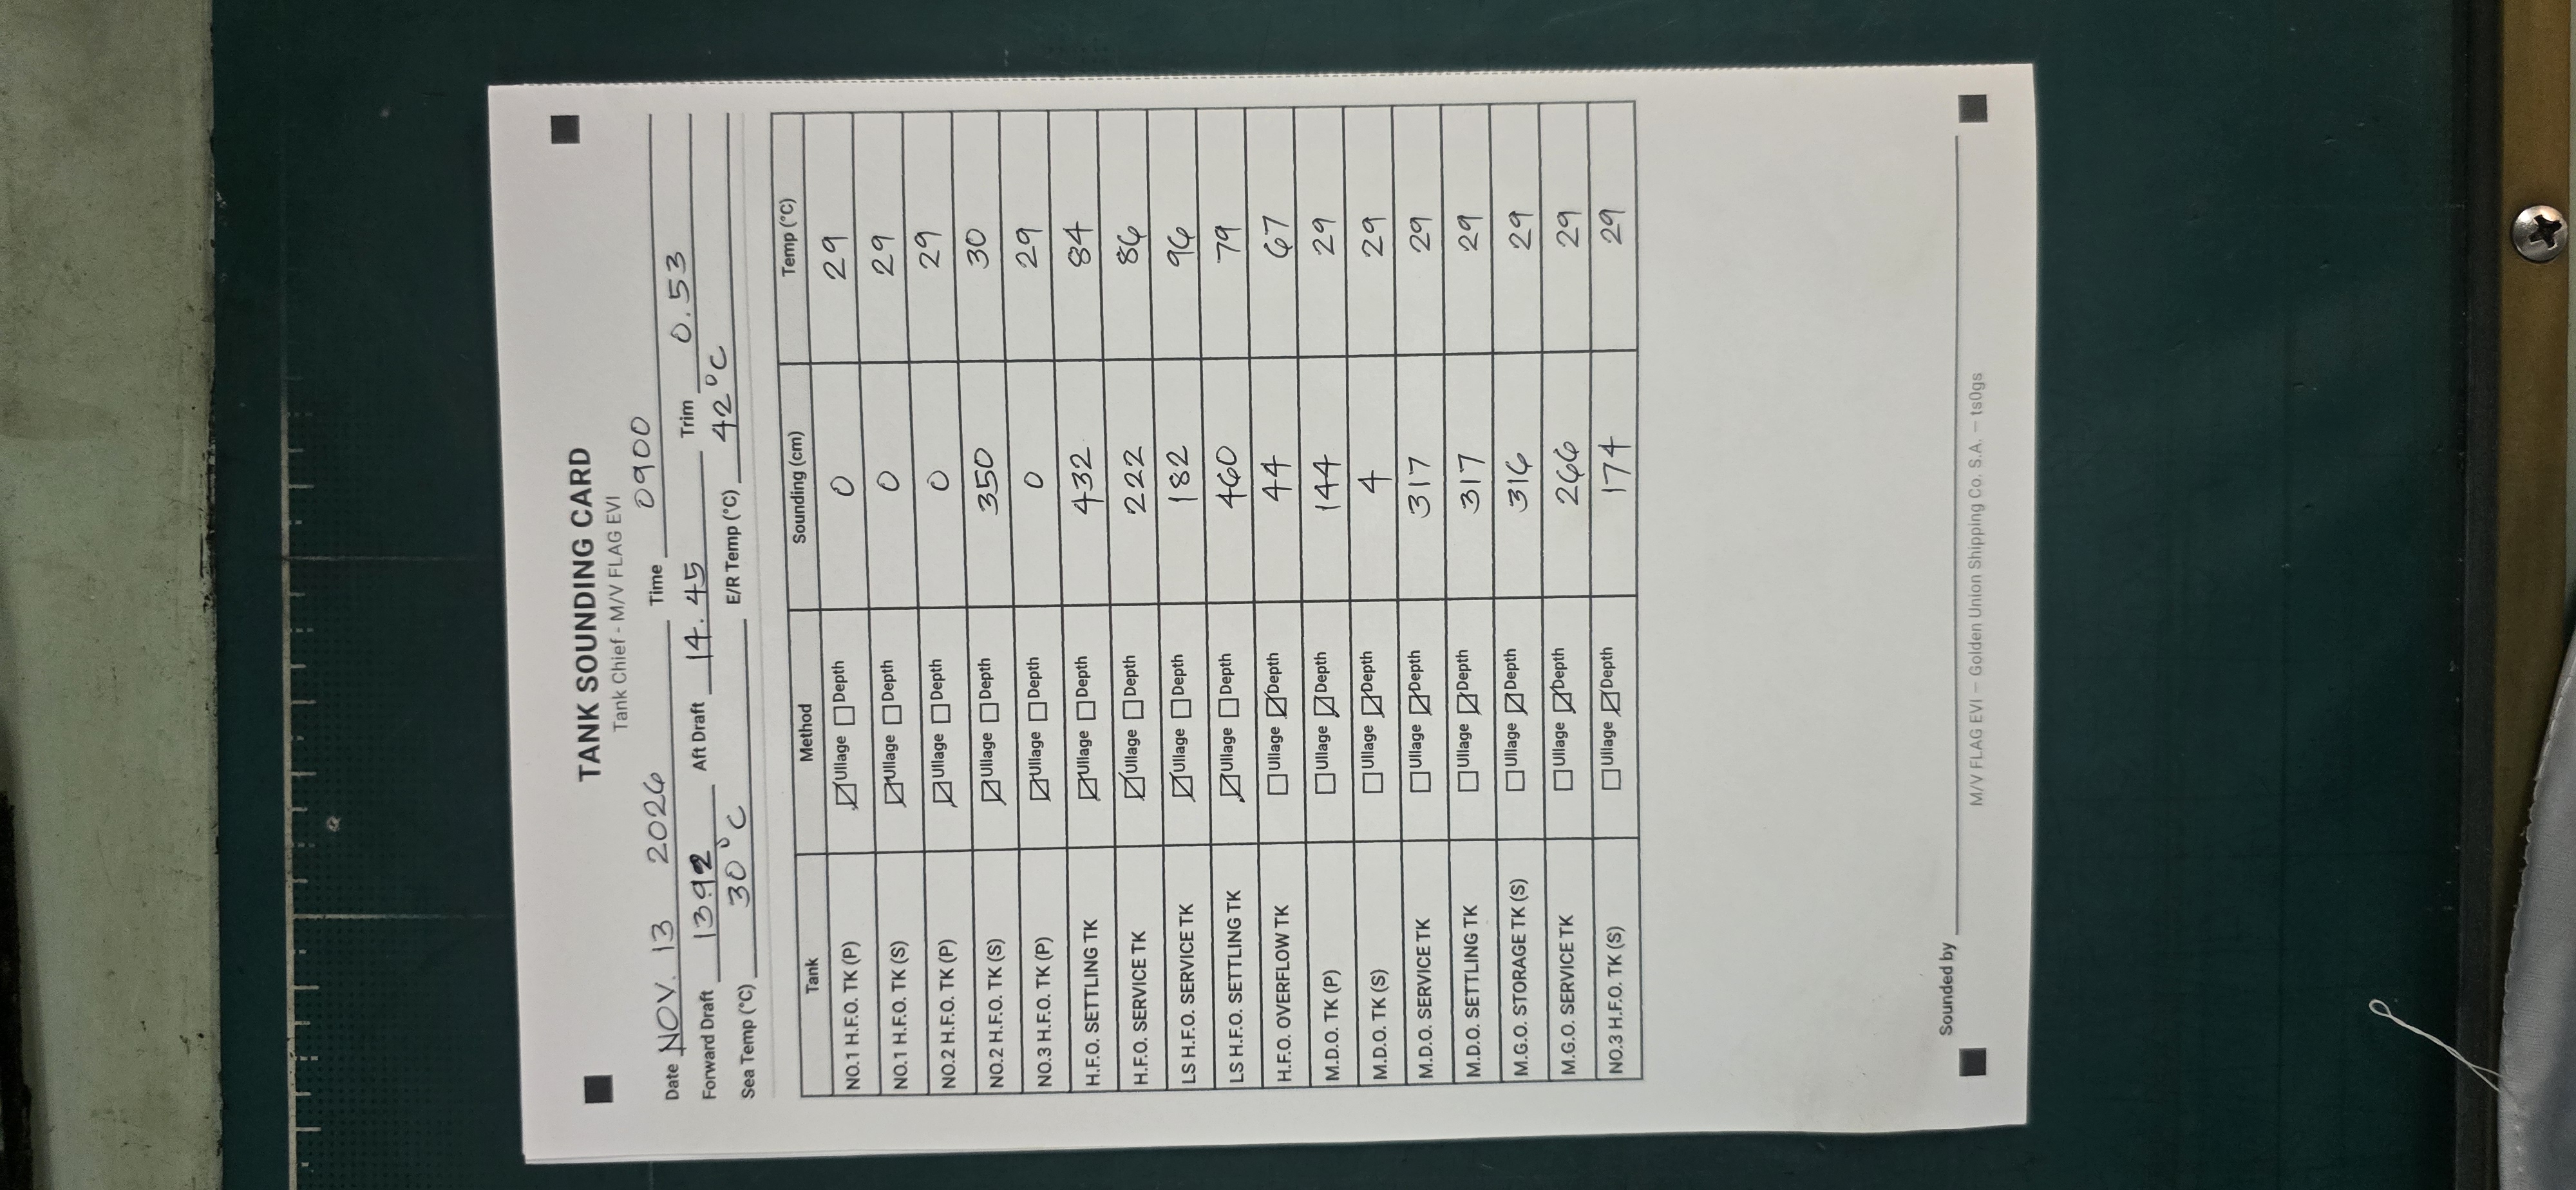 TANK SOUNDING CARD
Tank Chief - M/V FLAG EVI
Date NOV. 13 2026 Time 0900
Forward Draft 13.92 Aft Draft 14.45 Trim 0.53
Sea Temp (°C) 30°C E/R Temp (°C) 42°C
Tank Method Sounding (cm) Temp (°C)
NO.1 H.F.O. TK (P) ☑ Ullage ☐ Depth 0 29
NO.1 H.F.O. TK (S) ☑ Ullage ☐ Depth 0 29
NO.2 H.F.O. TK (P) ☑ Ullage ☐ Depth 0 29
NO.2 H.F.O. TK (S) ☑ Ullage ☐ Depth 350 30
NO.3 H.F.O. TK (P) ☑ Ullage ☐ Depth 0 29
H.F.O. SETTLING TK ☑ Ullage ☐ Depth 432 84
H.F.O. SERVICE TK ☑ Ullage ☐ Depth 222 86
LS H.F.O. SERVICE TK ☑ Ullage ☐ Depth 182 96
LS H.F.O. SETTLING TK ☑ Ullage ☐ Depth 460 79
H.F.O. OVERFLOW TK ☐ Ullage ☑ Depth 44 67
M.D.O. TK (P) ☐ Ullage ☑ Depth 144 29
M.D.O. TK (S) ☐ Ullage ☑ Depth 4 29
M.D.O. SERVICE TK ☐ Ullage ☑ Depth 317 29
M.D.O. SETTLING TK ☐ Ullage ☑ Depth 317 29
M.G.O. STORAGE TK (S) ☐ Ullage ☑ Depth 316 29
M.G.O. SERVICE TK ☐ Ullage ☑ Depth 266 29
NO.3 H.F.O. TK (S) ☐ Ullage ☑ Depth 174 29
Sounded by
M/V FLAG EVI – Golden Union Shipping Co. S.A. – ts0gs